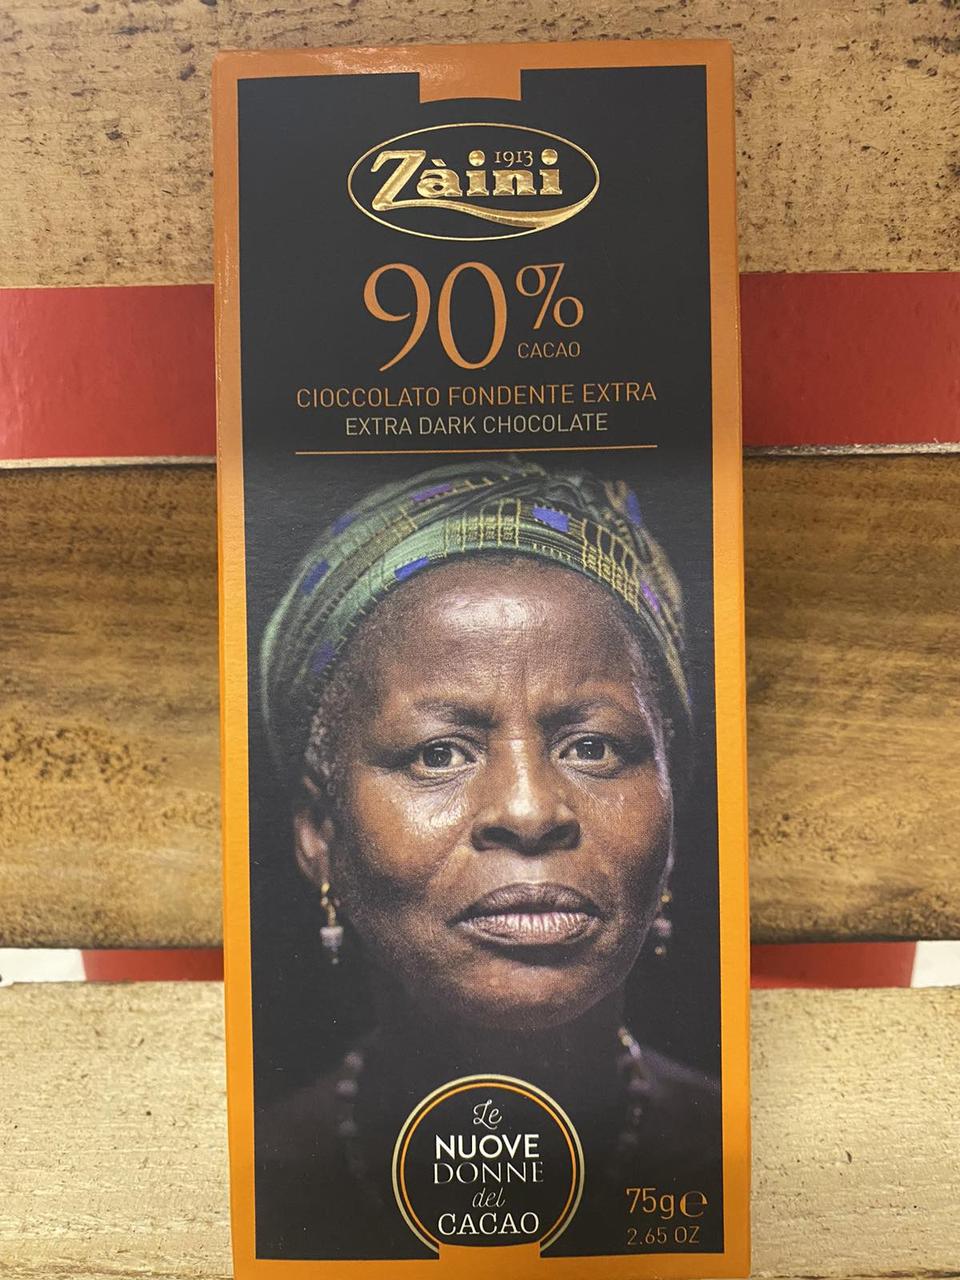 1913
Zàini
90%
CACAO
CIOCCOLATO FONDENTE EXTRA
EXTRA DARK CHOCOLATE
Le
NUOVE
DONNE
del
CACAO
75g℮
2.65 OZ